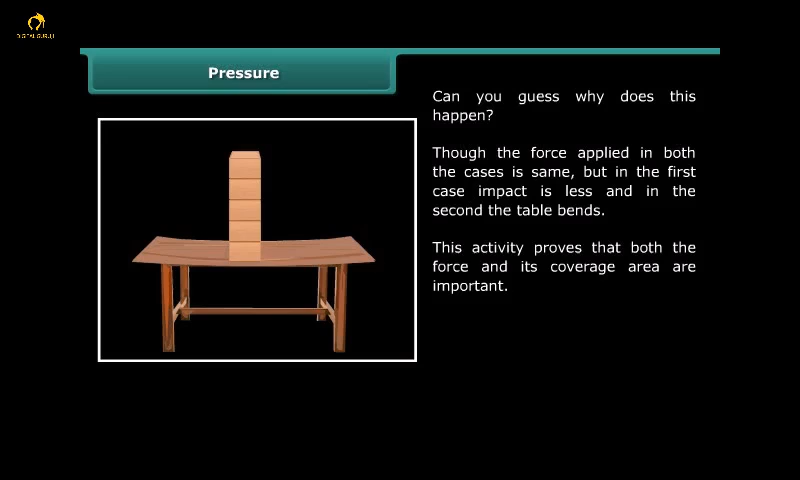 DIGITAL GURUJI
Pressure
Can you guess why does this
happen?
Though the force applied in both
the cases is same, but in the first
case impact is less and in the
second the table bends.
This activity proves that both the
force and its coverage area are
important.